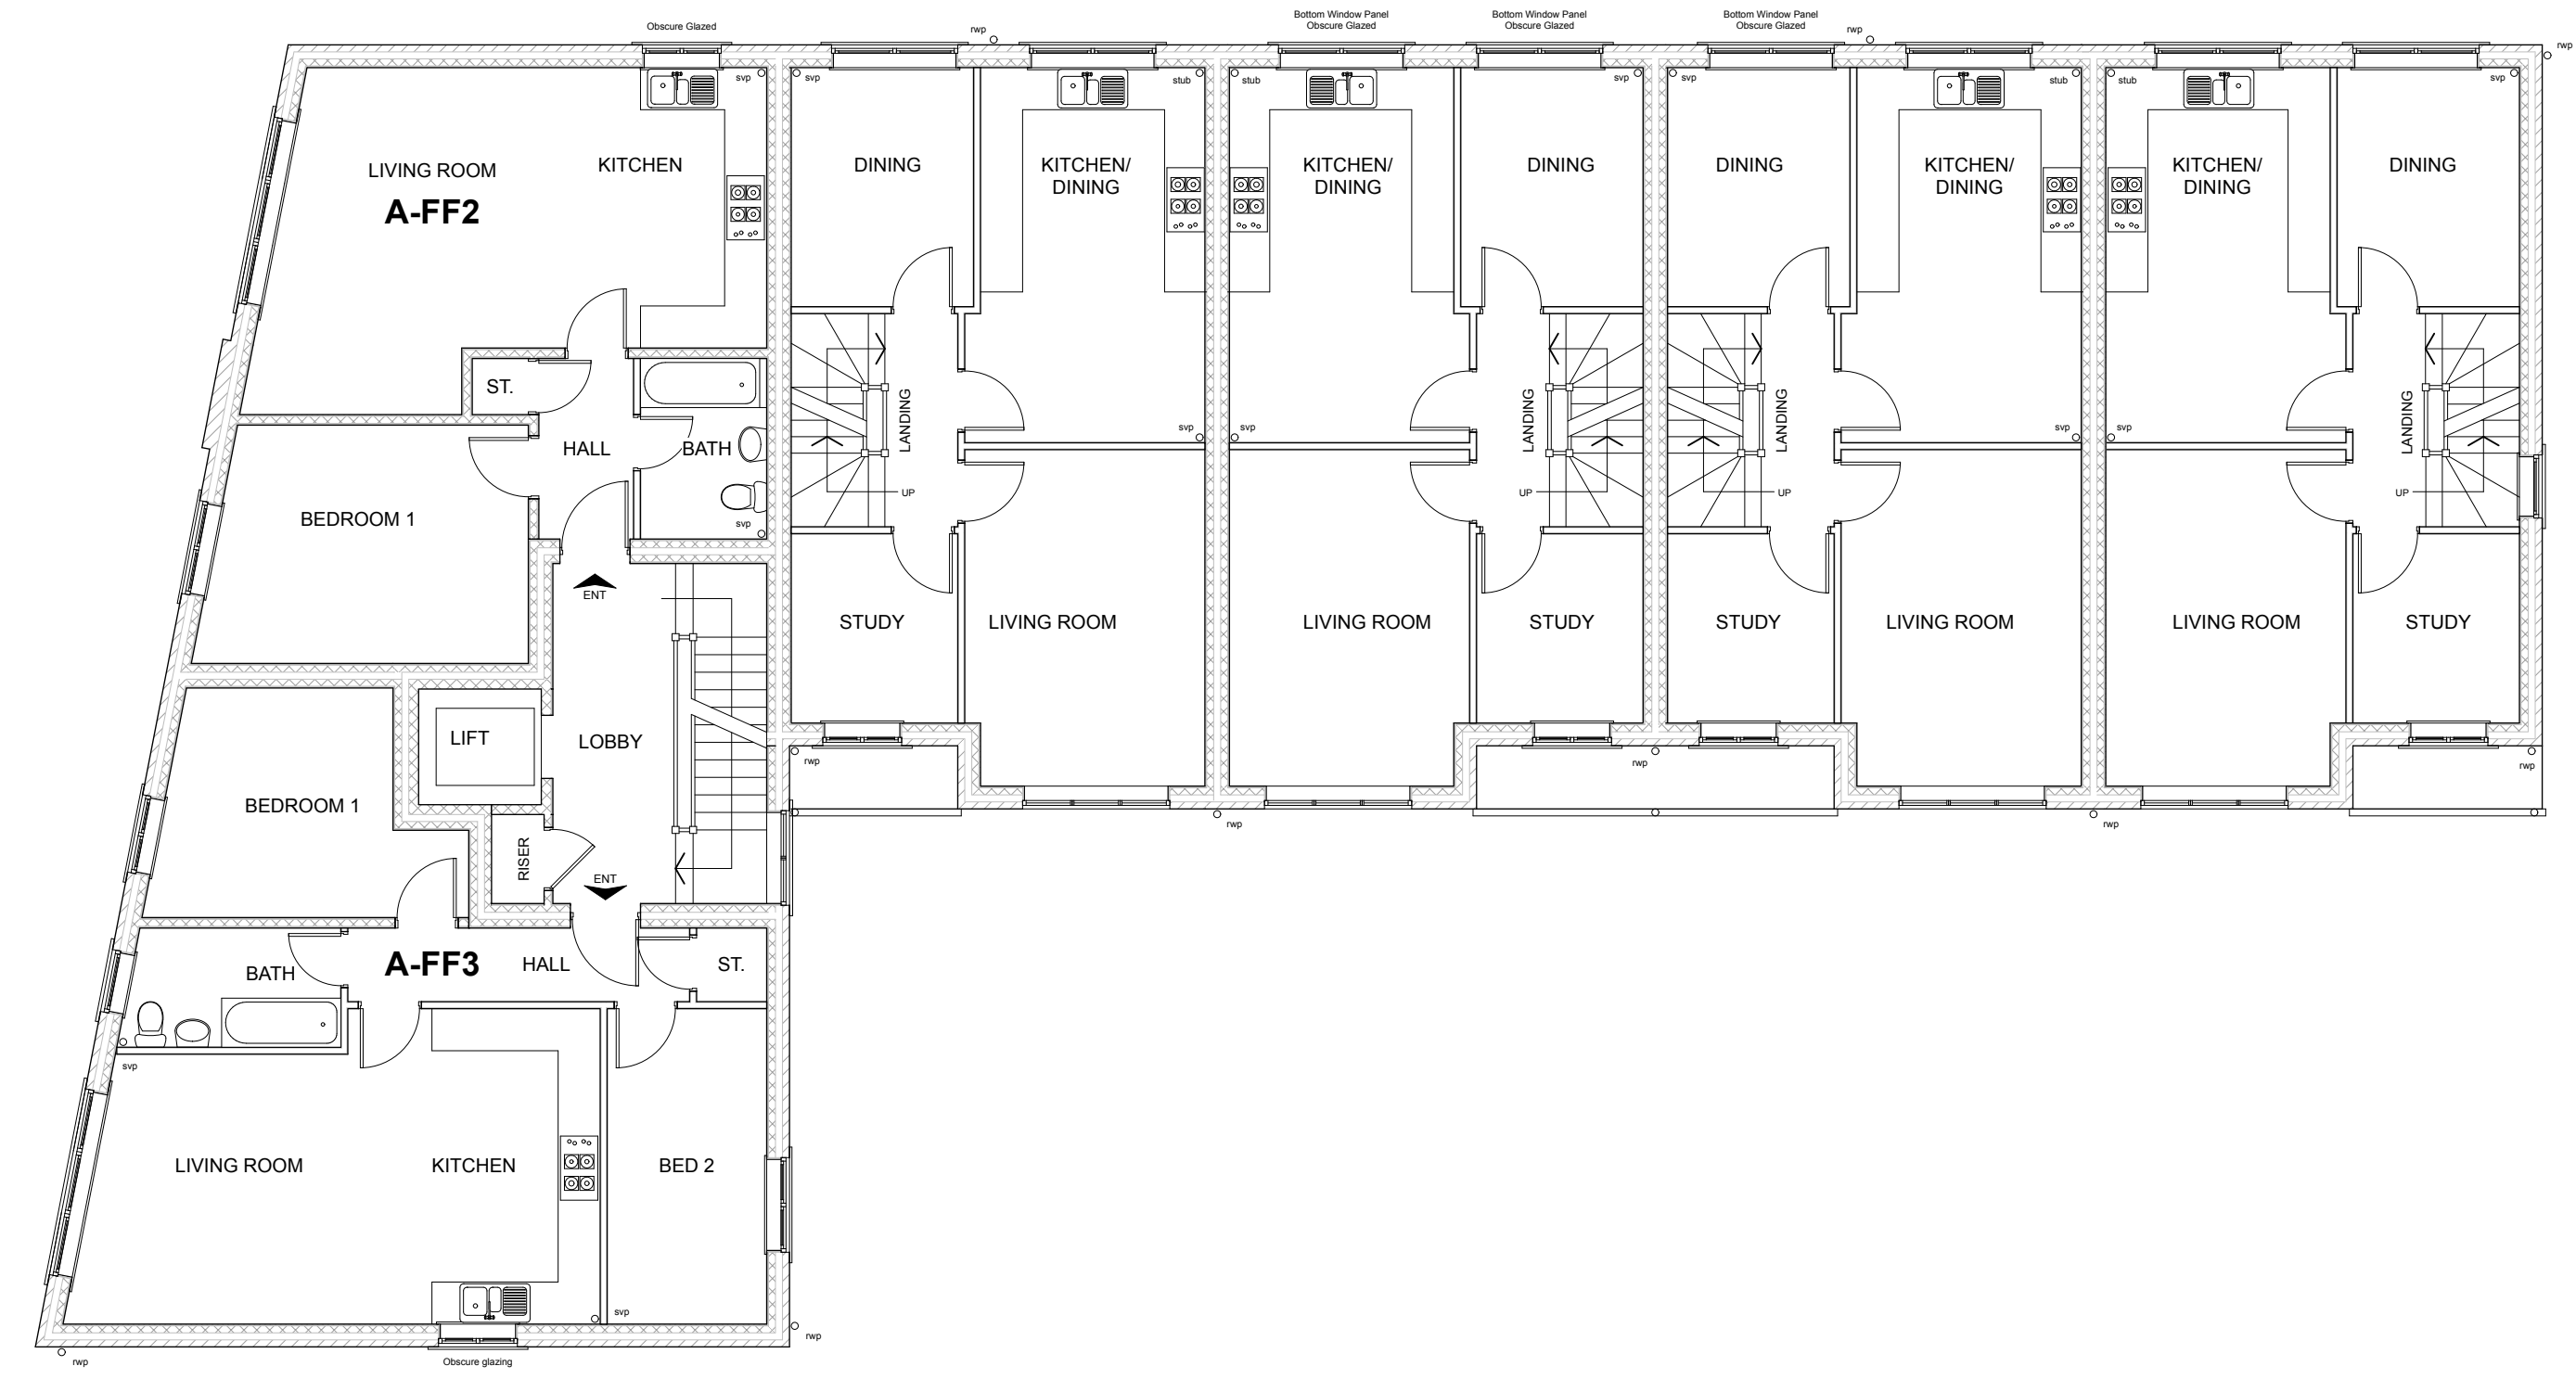 Obscure Glazed
rwp
Bottom Window Panel
Obscure Glazed
Bottom Window Panel
Obscure Glazed
Bottom Window Panel
Obscure Glazed
rwp
rwp
svp
svp
stub
stub
svp
svp
stub
stub
svp
LIVING ROOM
A-FF2
KITCHEN
DINING
KITCHEN/
DINING
KITCHEN/
DINING
DINING
DINING
KITCHEN/
DINING
KITCHEN/
DINING
DINING
ST.
HALL
BATH
svp
LANDING
svp
svp
LANDING
LANDING
svp
svp
LANDING
UP
UP
UP
UP
BEDROOM 1
ENT
STUDY
LIVING ROOM
LIVING ROOM
STUDY
STUDY
LIVING ROOM
LIVING ROOM
STUDY
LIFT
LOBBY
rwp
rwp
rwp
BEDROOM 1
rwp
rwp
RISER
ENT
BATH
A-FF3
HALL
ST.
svp
LIVING ROOM
KITCHEN
BED 2
svp
rwp
rwp
Obscure glazing